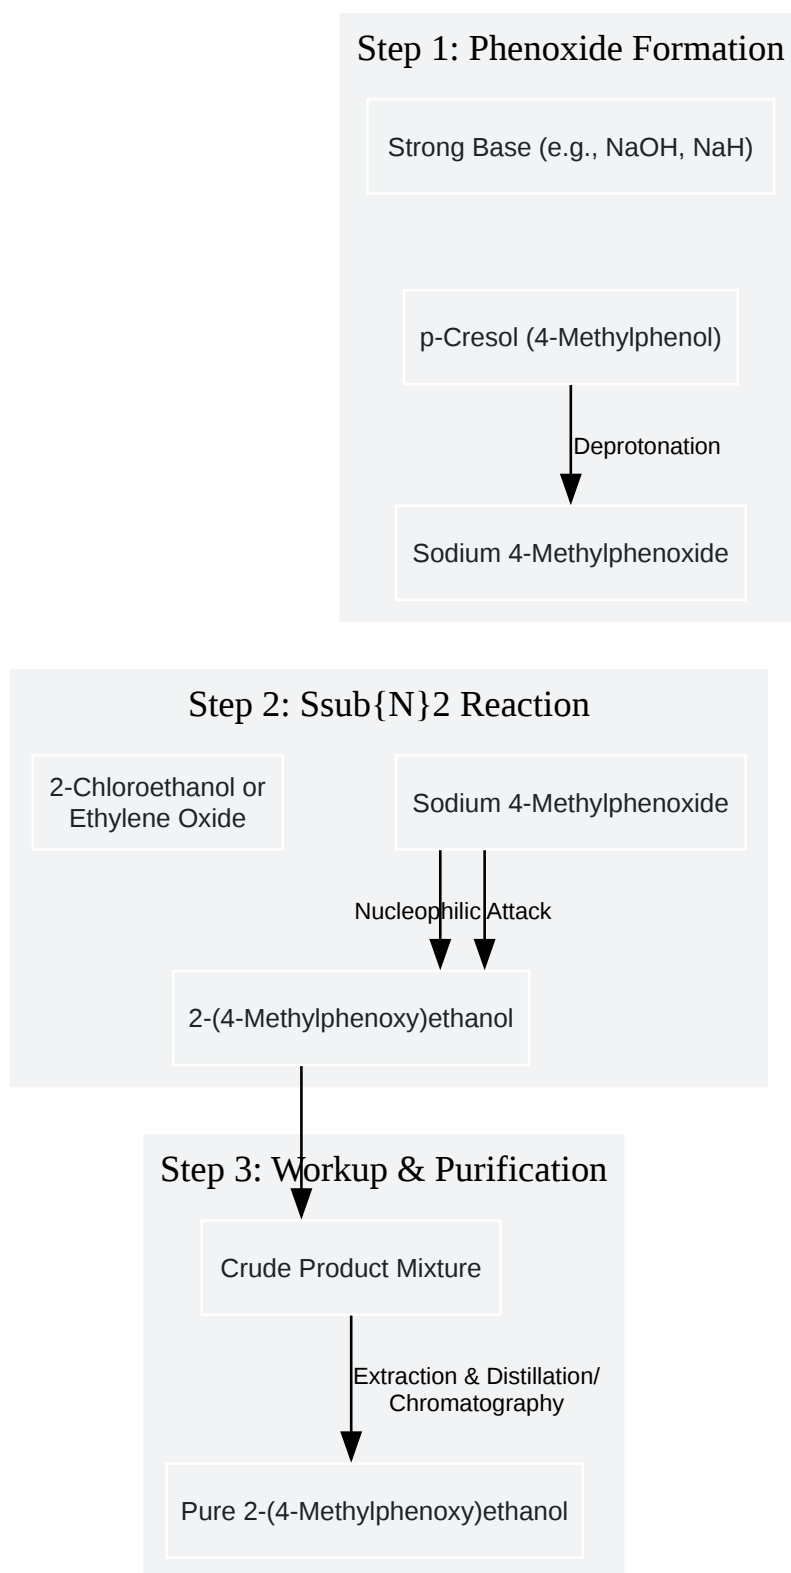 Step 1: Phenoxide Formation
Strong Base (e.g., NaOH, NaH)
p-Cresol (4-Methylphenol)
Deprotonation
Sodium 4-Methylphenoxide
Step 2: Ssub{N}2 Reaction
2-Chloroethanol or
Ethylene Oxide
Sodium 4-Methylphenoxide
Nucleophilic Attack
2-(4-Methylphenoxy)ethanol
Step 3: Workup & Purification
Crude Product Mixture
Extraction & Distillation/
Chromatography
Pure 2-(4-Methylphenoxy)ethanol